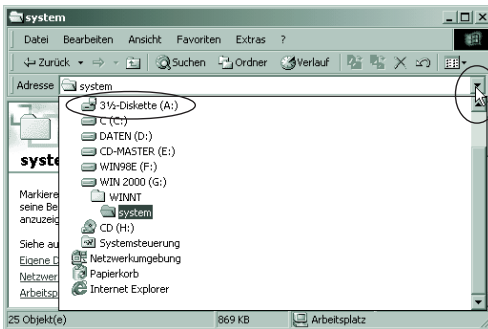 system
Datei Bearbeiten Ansicht Favoriten Extras ?
Zurück Suchen Ordner Verlauf
Adresse system
3½-Diskette (A:)
C (C:)
DATEN (D:)
CD-MASTER (E:)
WIN98E (F:)
WIN 2000 (G:)
WINNT
system
CD (H:)
Systemsteuerung
Netzwerkumgebung
Papierkorb
Internet Explorer
syste
Markiere
seine Be
anzuzeig
Siehe au
Eigene D
Netzwer
Arbeitsp
25 Objekt(e) 869 KB Arbeitsplatz